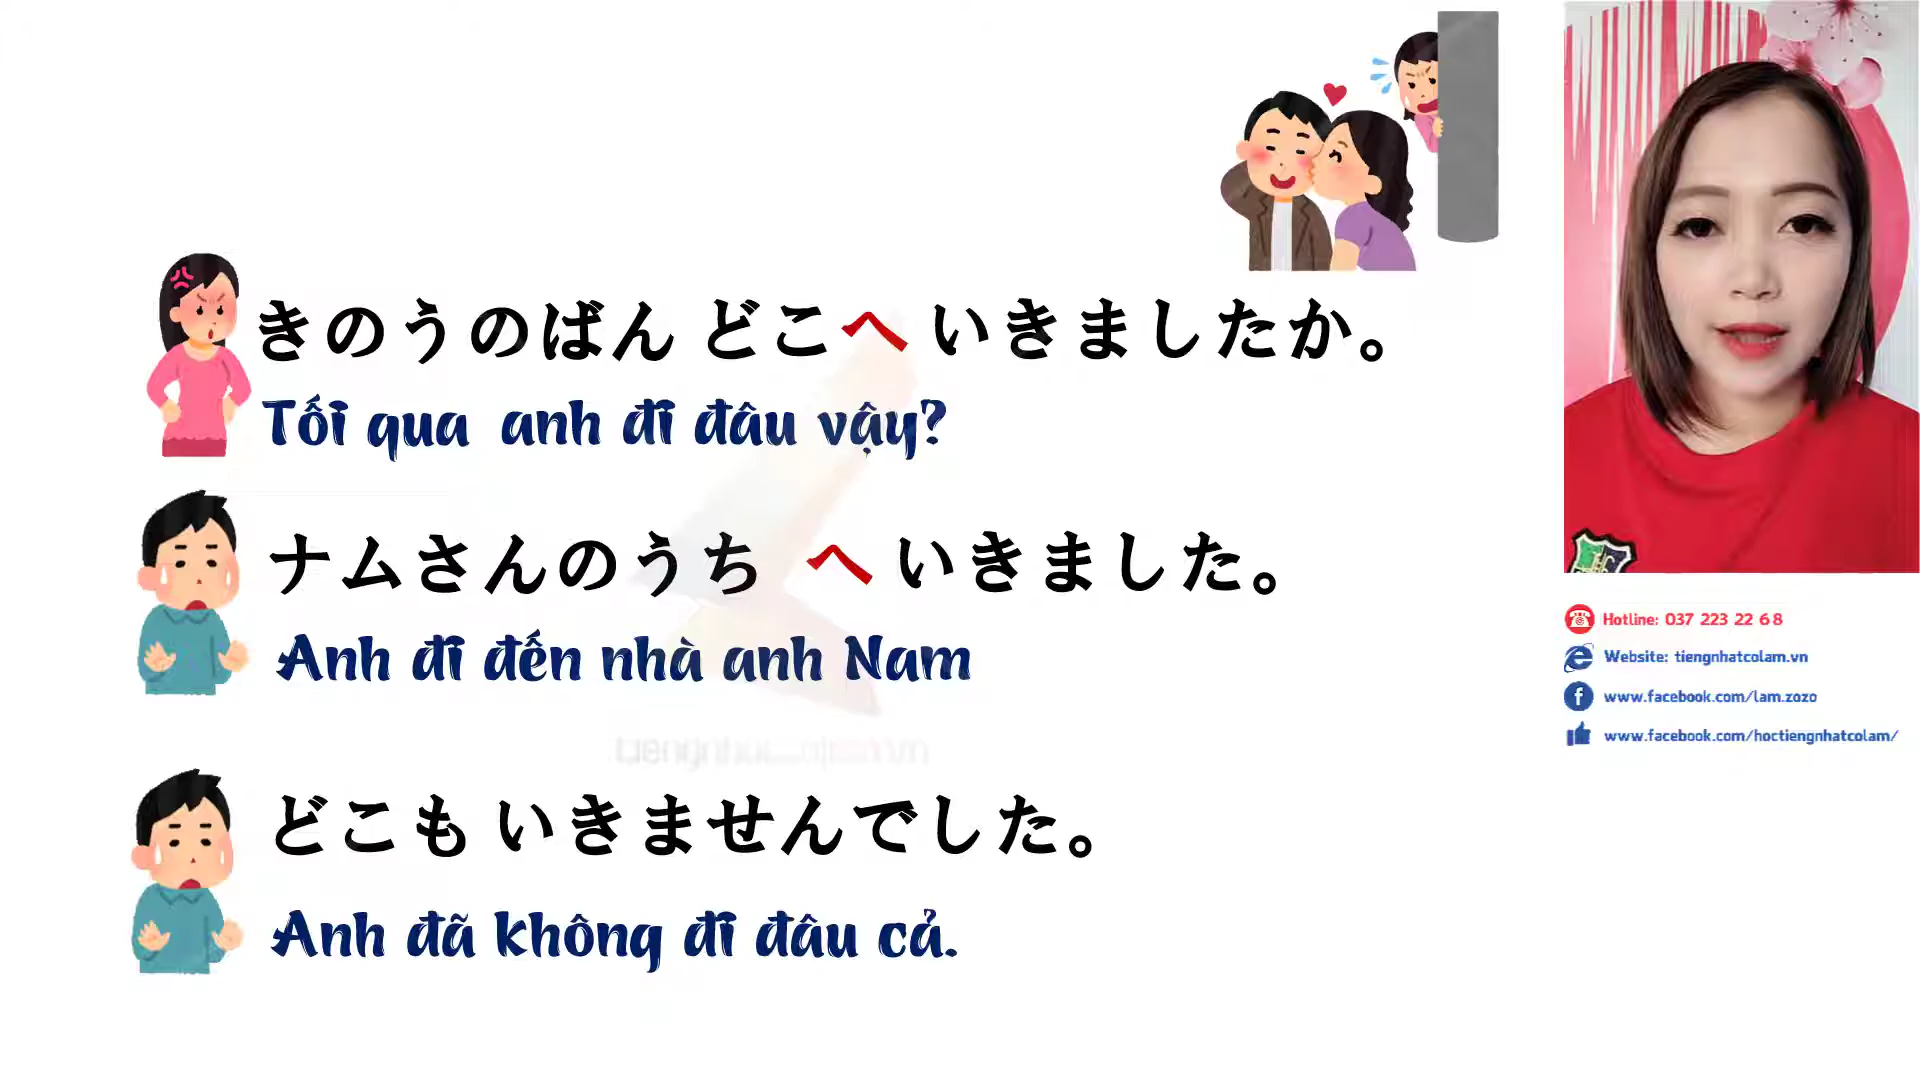 きのうのばん どこへ いきましたか。
Tối qua anh đi đâu vậy?
ナムさんのうち へ いきました。
Anh đi đến nhà anh Nam
どこも いきませんでした。
Anh đã không đi đâu cả.
Hotline: 037 223 22 68
Website: tiengnhatcolam.vn
www.facebook.com/lam.zozo
www.facebook.com/hoctiengnhatcolam/